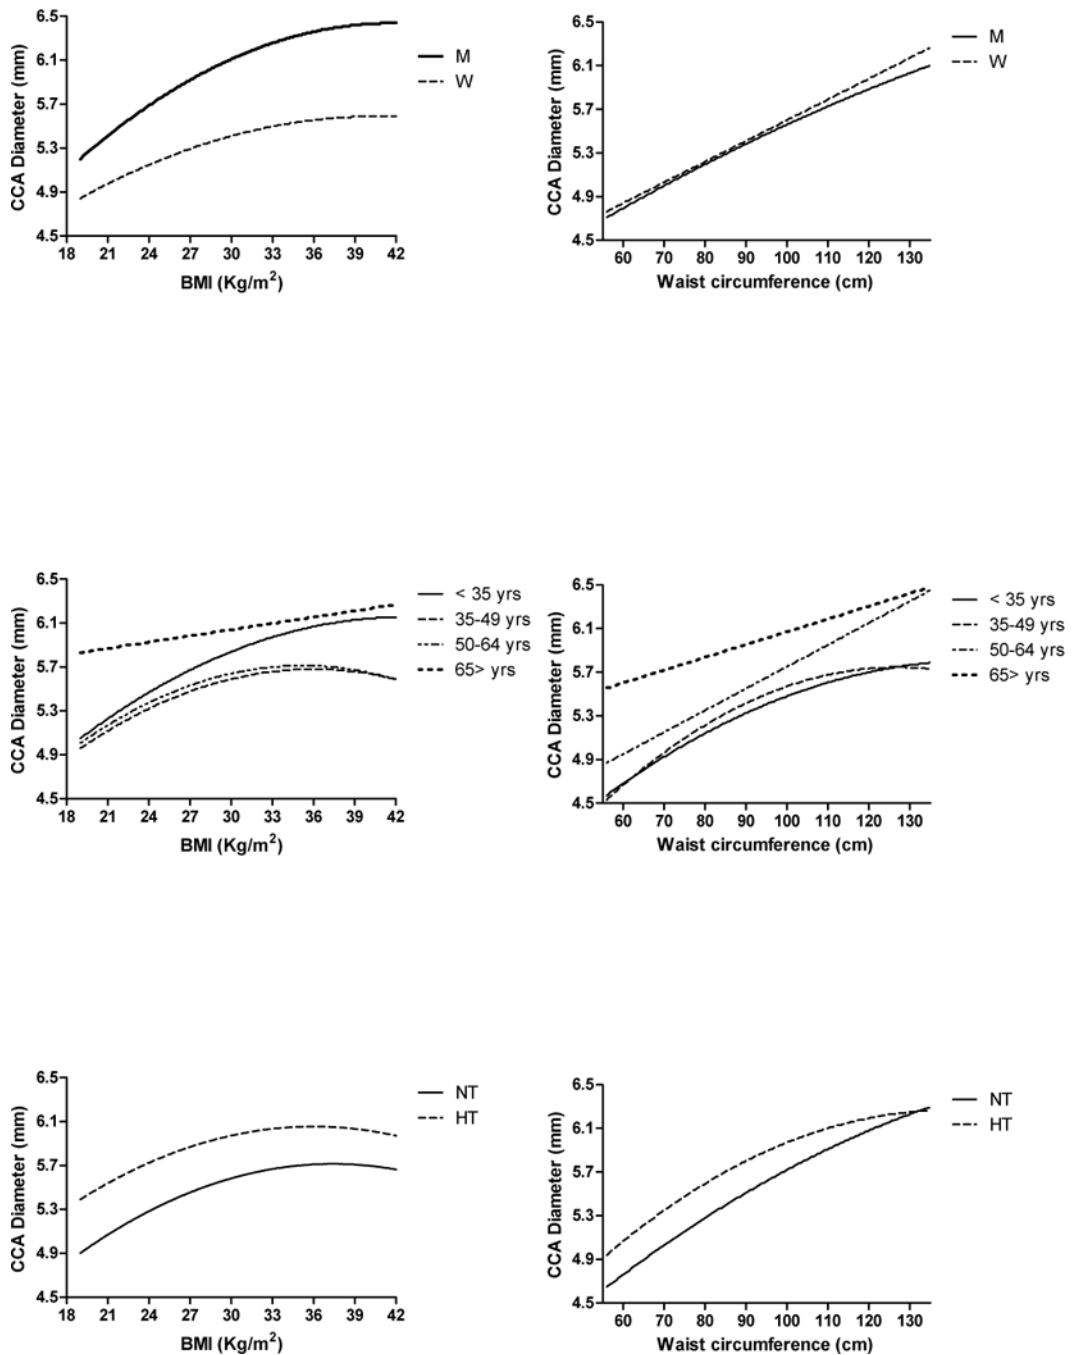 6.5
6.1
5.7
5.3
4.9
4.5
CCA Diameter (mm)
18 21 24 27 30 33 36 39 42
BMI (Kg/m²)
M
W
6.5
6.1
5.7
5.3
4.9
4.5
CCA Diameter (mm)
60 70 80 90 100 110 120 130
Waist circumference (cm)
M
W
6.5
6.1
5.7
5.3
4.9
4.5
CCA Diameter (mm)
18 21 24 27 30 33 36 39 42
BMI (Kg/m²)
< 35 yrs
35-49 yrs
50-64 yrs
65> yrs
6.5
6.1
5.7
5.3
4.9
4.5
CCA Diameter (mm)
60 70 80 90 100 110 120 130
Waist circumference (cm)
< 35 yrs
35-49 yrs
50-64 yrs
65> yrs
6.5
6.1
5.7
5.3
4.9
4.5
CCA Diameter (mm)
18 21 24 27 30 33 36 39 42
BMI (Kg/m²)
NT
HT
6.5
6.1
5.7
5.3
4.9
4.5
CCA Diameter (mm)
60 70 80 90 100 110 120 130
Waist circumference (cm)
NT
HT